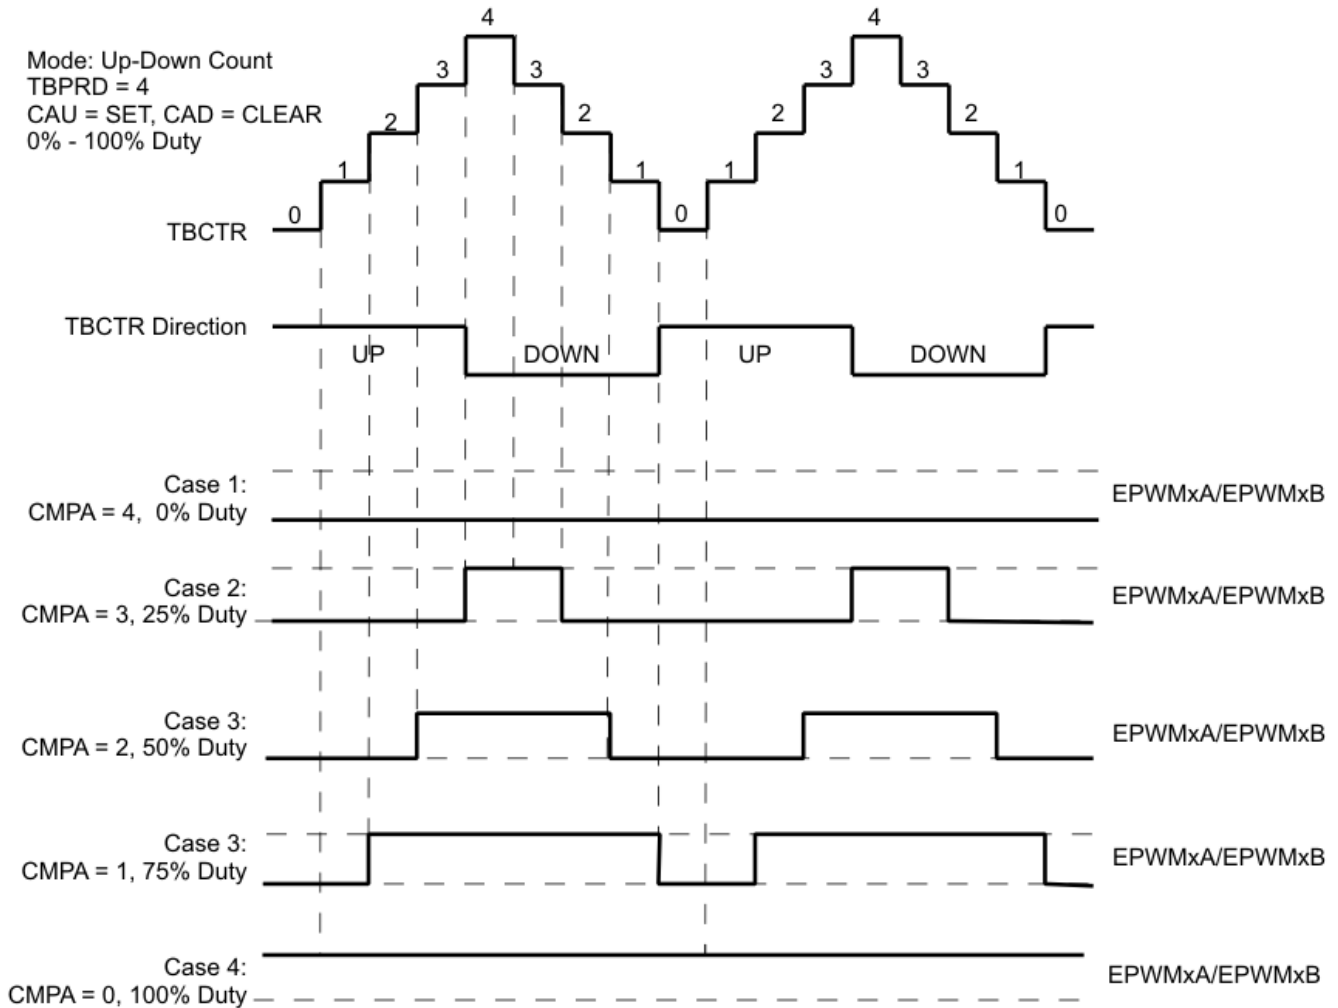 4
4
Mode: Up-Down Count
TBPRD = 4
CAU = SET, CAD = CLEAR
0% - 100% Duty
3
3
3
3
2
2
2
2
1
1
1
1
0
0
0
TBCTR
TBCTR Direction
UP
DOWN
UP
DOWN
Case 1:
CMPA = 4, 0% Duty
EPWMxA/EPWMxB
Case 2:
CMPA = 3, 25% Duty
EPWMxA/EPWMxB
Case 3:
CMPA = 2, 50% Duty
EPWMxA/EPWMxB
Case 3:
CMPA = 1, 75% Duty
EPWMxA/EPWMxB
Case 4:
CMPA = 0, 100% Duty
EPWMxA/EPWMxB